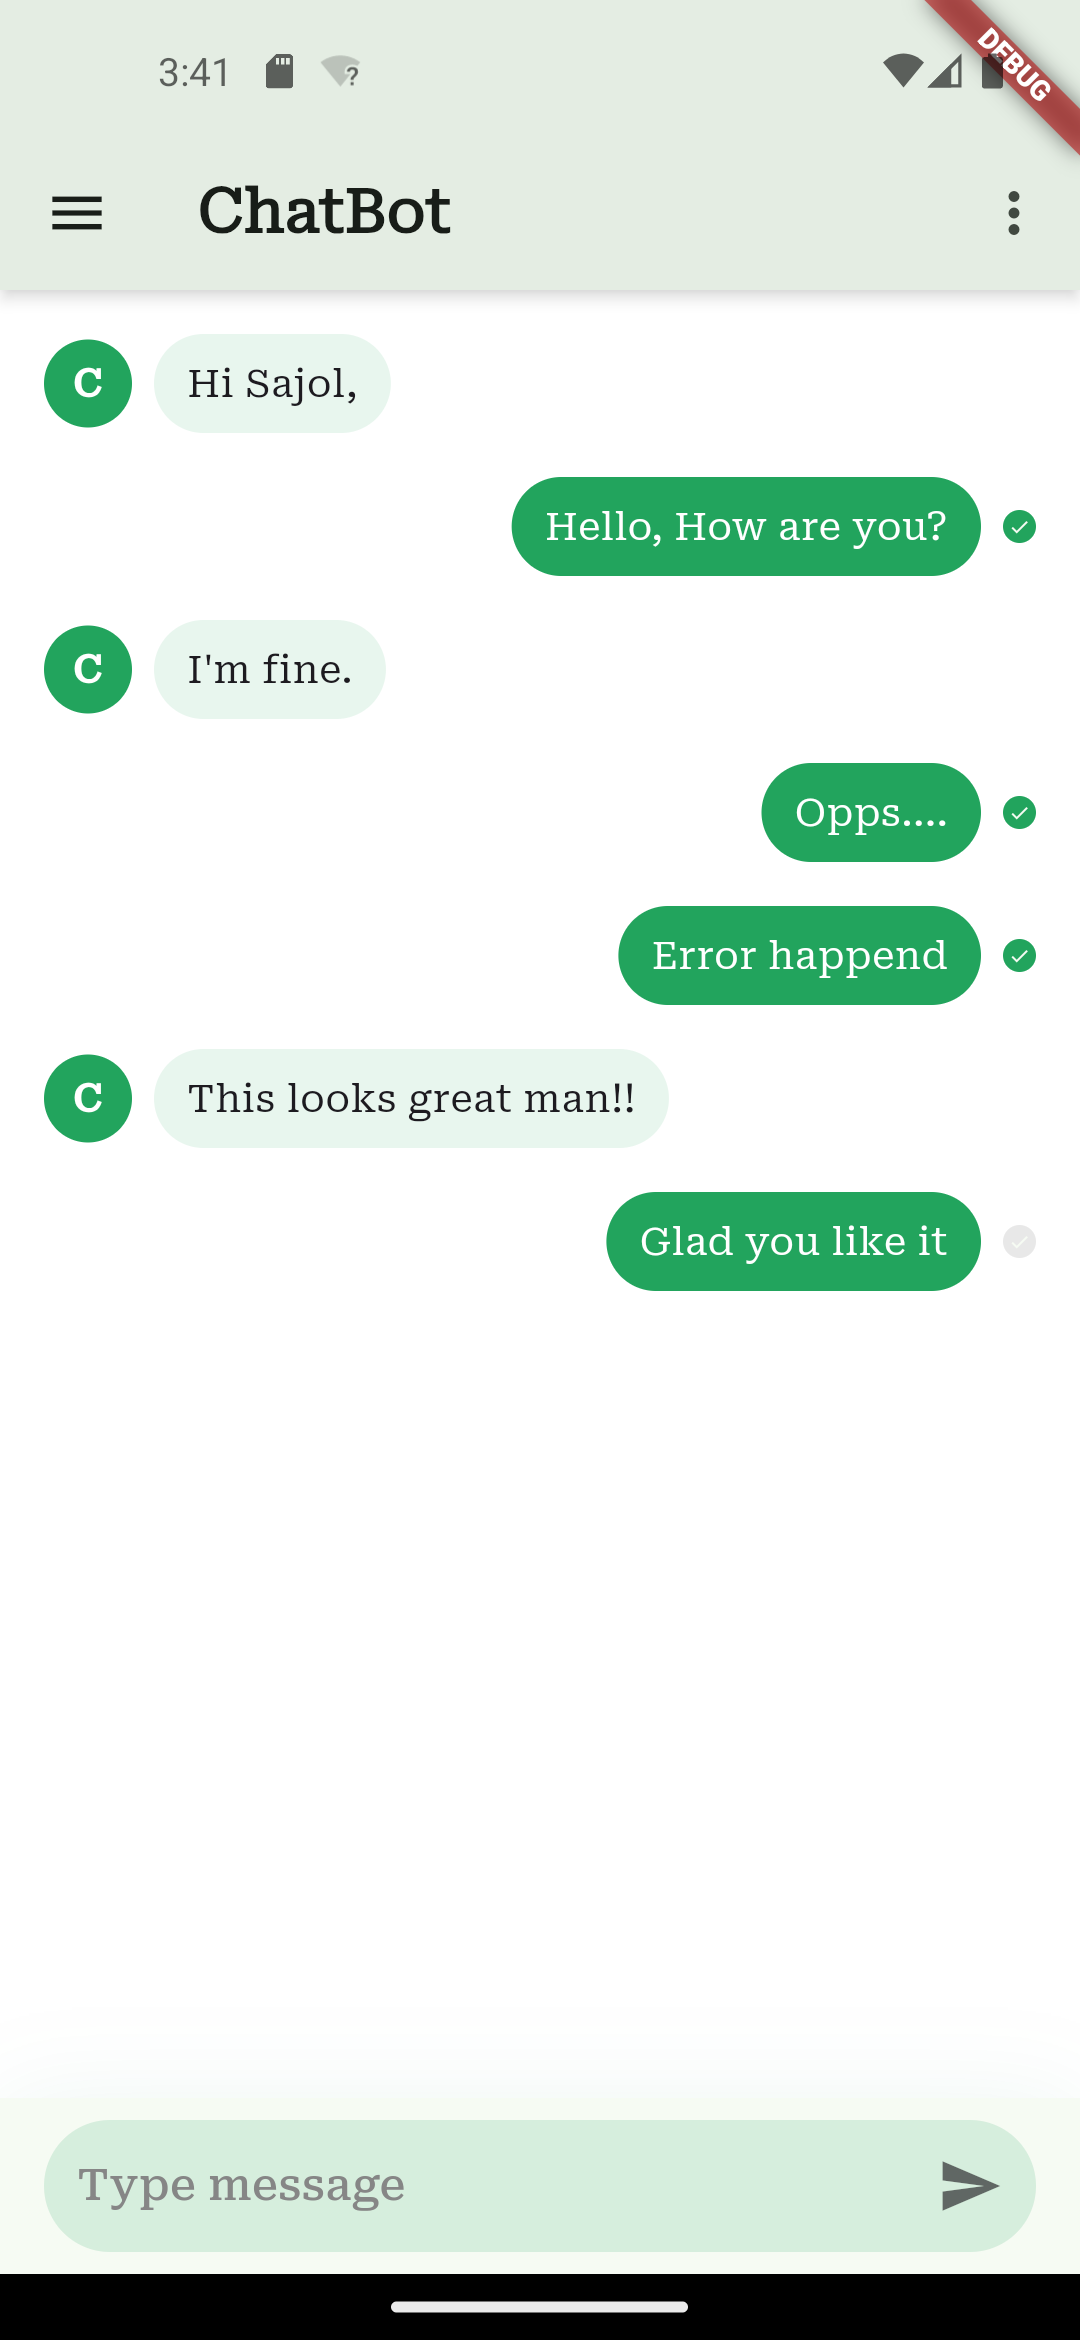 3:41
DEBUG
ChatBot
C
Hi Sajol,
Hello, How are you?
C
I'm fine.
Opps....
Error happend
C
This looks great man!!
Glad you like it
Type message